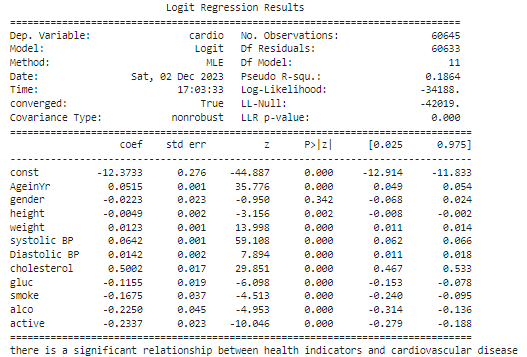 Logit Regression Results
==============================================================================
Dep. Variable: cardio No. Observations: 60645
Model: Logit Df Residuals: 60633
Method: MLE Df Model: 11
Date: Sat, 02 Dec 2023 Pseudo R-squ.: 0.1864
Time: 17:03:33 Log-Likelihood: -34188.
converged: True LL-Null: -42019.
Covariance Type: nonrobust LLR p-value: 0.000
================================================================================
coef std err z P>|z| [0.025 0.975]
--------------------------------------------------------------------------------
const -12.3733 0.276 -44.887 0.000 -12.914 -11.833
AgeinYr 0.0515 0.001 35.776 0.000 0.049 0.054
gender -0.0223 0.023 -0.950 0.342 -0.068 0.024
height -0.0049 0.002 -3.156 0.002 -0.008 -0.002
weight 0.0123 0.001 13.998 0.000 0.011 0.014
systolic BP 0.0642 0.001 59.108 0.000 0.062 0.066
Diastolic BP 0.0142 0.002 7.894 0.000 0.011 0.018
cholesterol 0.5002 0.017 29.851 0.000 0.467 0.533
gluc -0.1155 0.019 -6.098 0.000 -0.153 -0.078
smoke -0.1675 0.037 -4.513 0.000 -0.240 -0.095
alco -0.2250 0.045 -4.953 0.000 -0.314 -0.136
active -0.2337 0.023 -10.046 0.000 -0.279 -0.188
================================================================================
there is a significant relationship between health indicators and cardiovascular disease